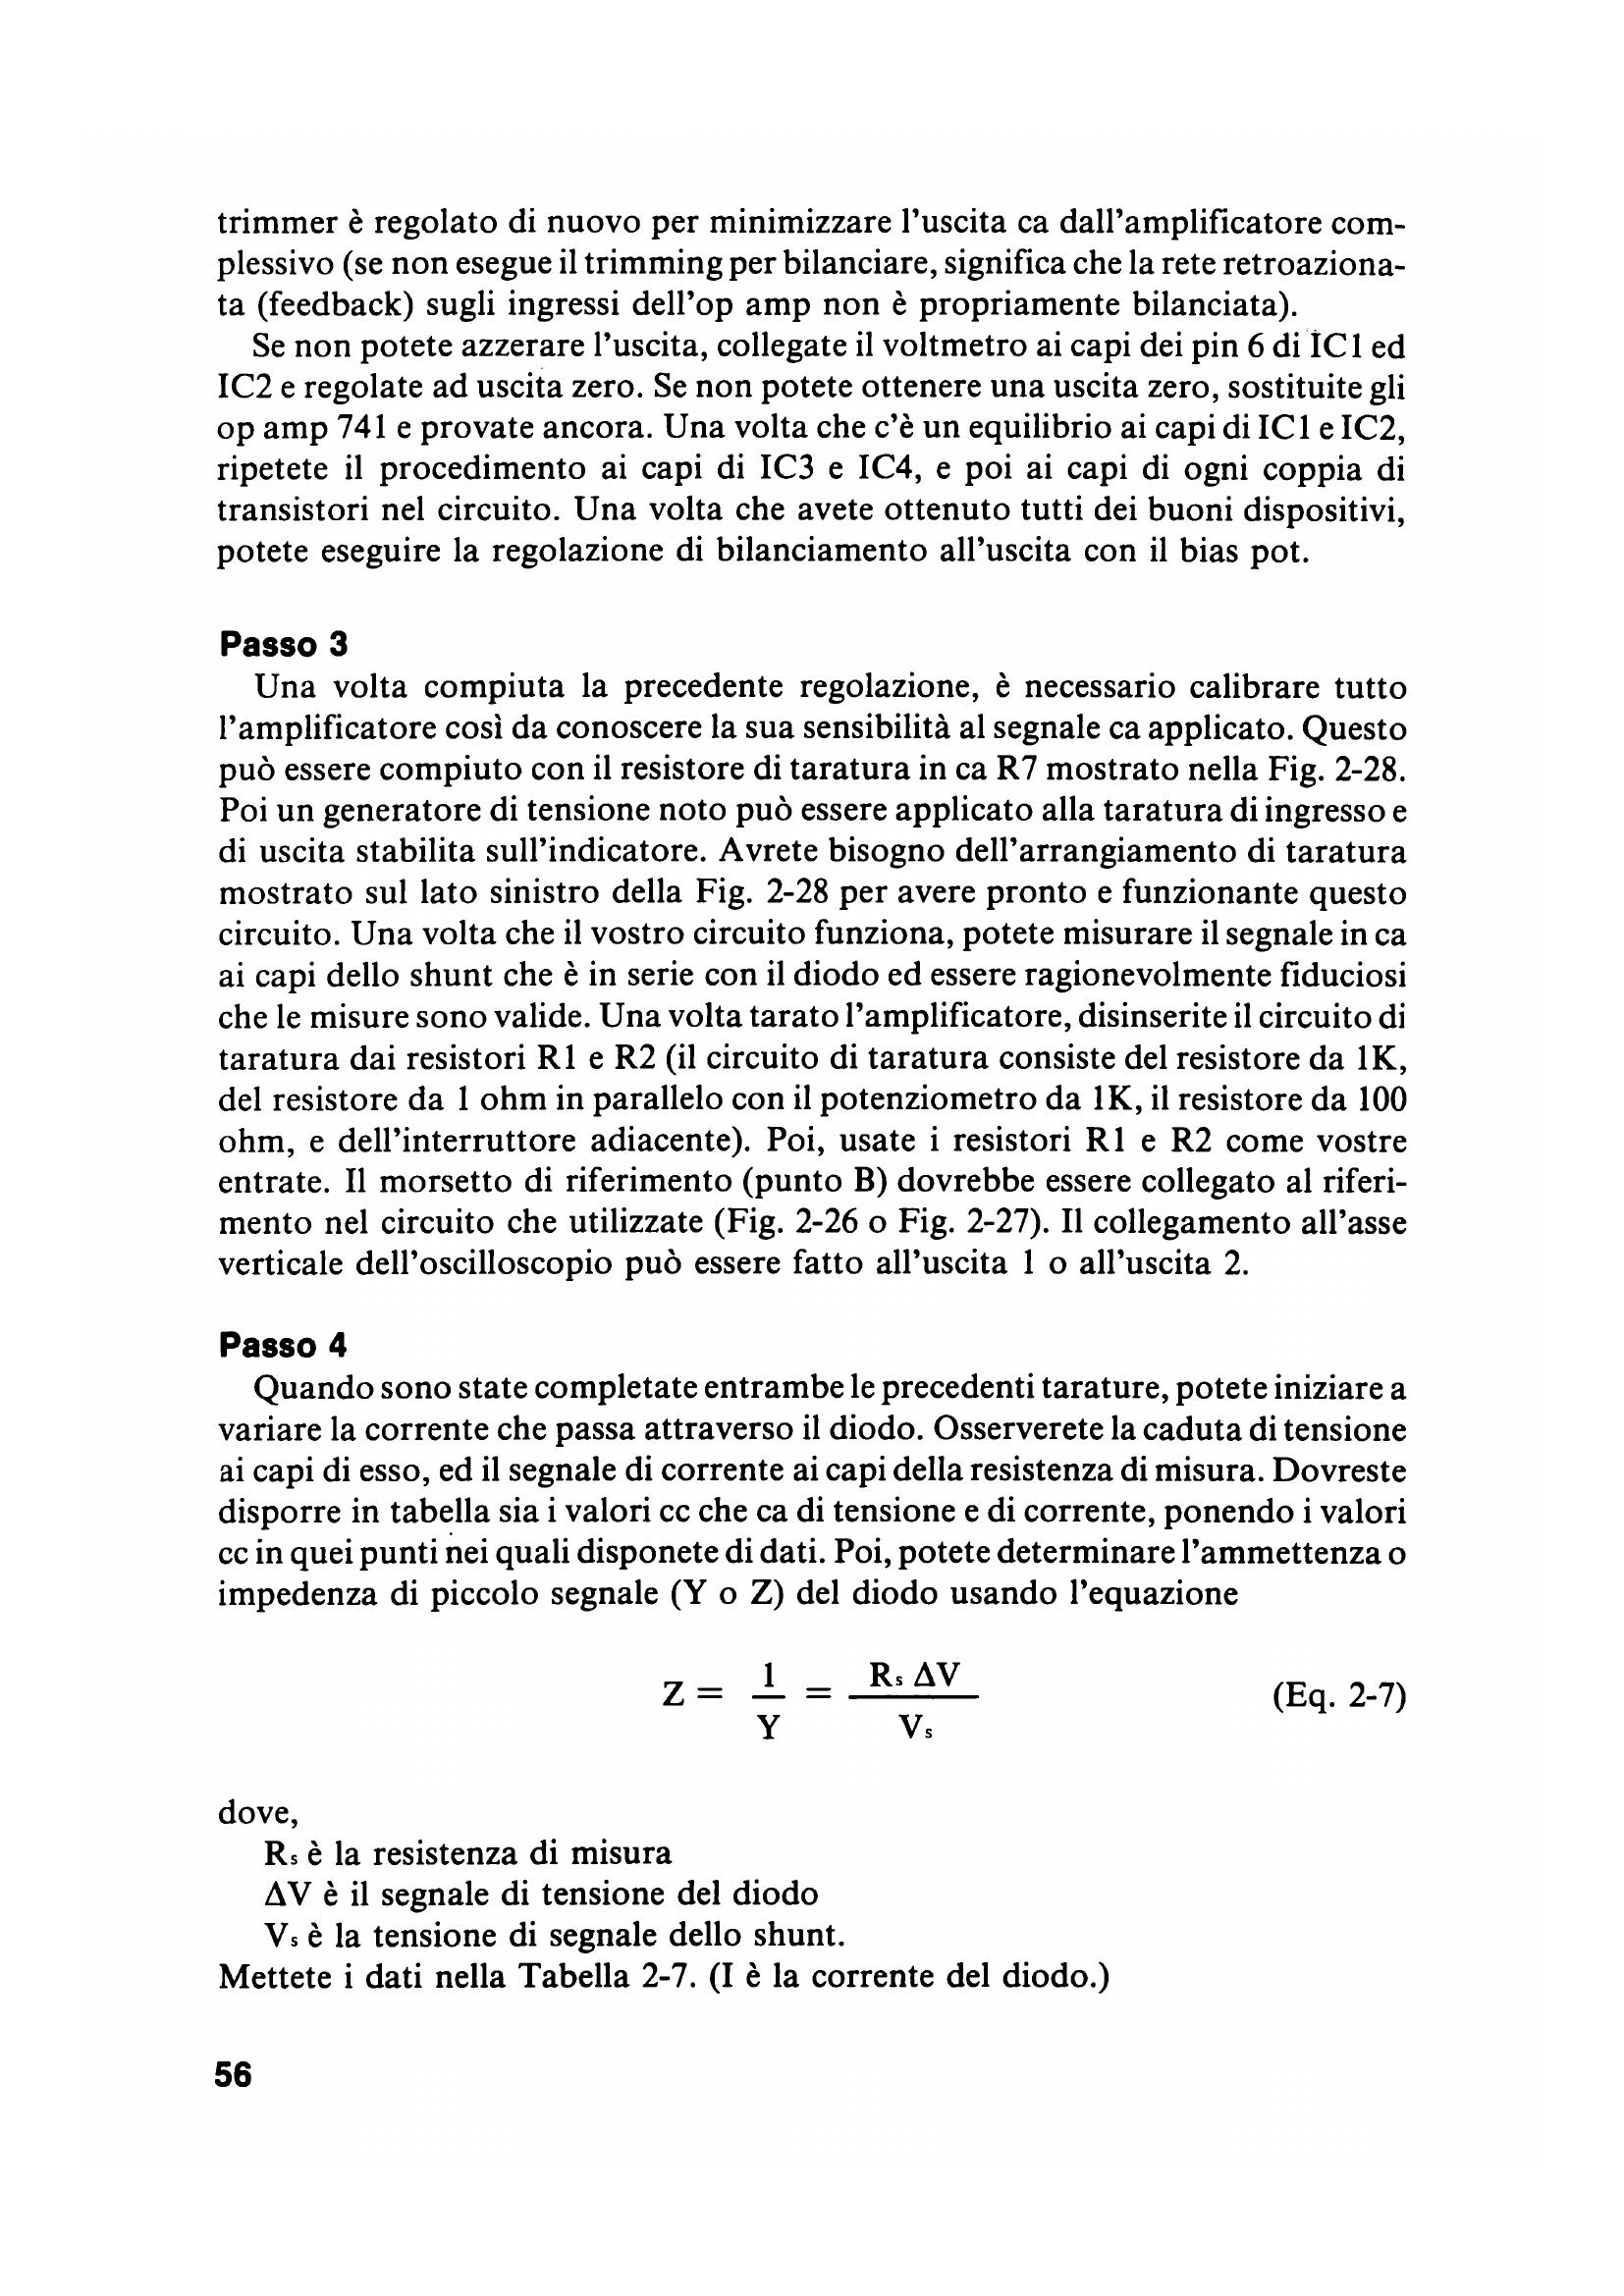 trimmer è regolato di nuovo per minimizzare l'uscita ca dall'amplificatore com-
plessivo (se non esegue il trimming per bilanciare, significa che la rete retroaziona-
ta (feedback) sugli ingressi dell'op amp non è propriamente bilanciata).
Se non potete azzerare l'uscita, collegate il voltmetro ai capi dei pin 6 di IC1 ed
IC2 e regolate ad uscita zero. Se non potete ottenere una uscita zero, sostituite gli
op amp 741 e provate ancora. Una volta che c'è un equilibrio ai capi di IC1 e IC2,
ripetete il procedimento ai capi di IC3 e IC4, e poi ai capi di ogni coppia di
transistori nel circuito. Una volta che avete ottenuto tutti dei buoni dispositivi,
potete eseguire la regolazione di bilanciamento all'uscita con il bias pot.
Passo 3
Una volta compiuta la precedente regolazione, è necessario calibrare tutto
l'amplificatore così da conoscere la sua sensibilità al segnale ca applicato. Questo
può essere compiuto con il resistore di taratura in ca R7 mostrato nella Fig. 2-28.
Poi un generatore di tensione noto può essere applicato alla taratura di ingresso e
di uscita stabilita sull'indicatore. Avrete bisogno dell'arrangiamento di taratura
mostrato sul lato sinistro della Fig. 2-28 per avere pronto e funzionante questo
circuito. Una volta che il vostro circuito funziona, potete misurare il segnale in ca
ai capi dello shunt che è in serie con il diodo ed essere ragionevolmente fiduciosi
che le misure sono valide. Una volta tarato l'amplificatore, disinserite il circuito di
taratura dai resistori R1 e R2 (il circuito di taratura consiste del resistore da 1K,
del resistore da 1 ohm in parallelo con il potenziometro da 1K, il resistore da 100
ohm, e dell'interruttore adiacente). Poi, usate i resistori R1 e R2 come vostre
entrate. Il morsetto di riferimento (punto B) dovrebbe essere collegato al riferi-
mento nel circuito che utilizzate (Fig. 2-26 o Fig. 2-27). Il collegamento all'asse
verticale dell'oscilloscopio può essere fatto all'uscita 1 o all'uscita 2.
Passo 4
Quando sono state completate entrambe le precedenti tarature, potete iniziare a
variare la corrente che passa attraverso il diodo. Osserverete la caduta di tensione
ai capi di esso, ed il segnale di corrente ai capi della resistenza di misura. Dovreste
disporre in tabella sia i valori cc che ca di tensione e di corrente, ponendo i valori
cc in quei punti nei quali disponete di dati. Poi, potete determinare l'ammettenza o
impedenza di piccolo segnale (Y o Z) del diodo usando l'equazione
Z = 1/Y = Rs ΔV / Vs (Eq. 2-7)
dove,
Rs è la resistenza di misura
ΔV è il segnale di tensione del diodo
Vs è la tensione di segnale dello shunt.
Mettete i dati nella Tabella 2-7. (I è la corrente del diodo.)
56